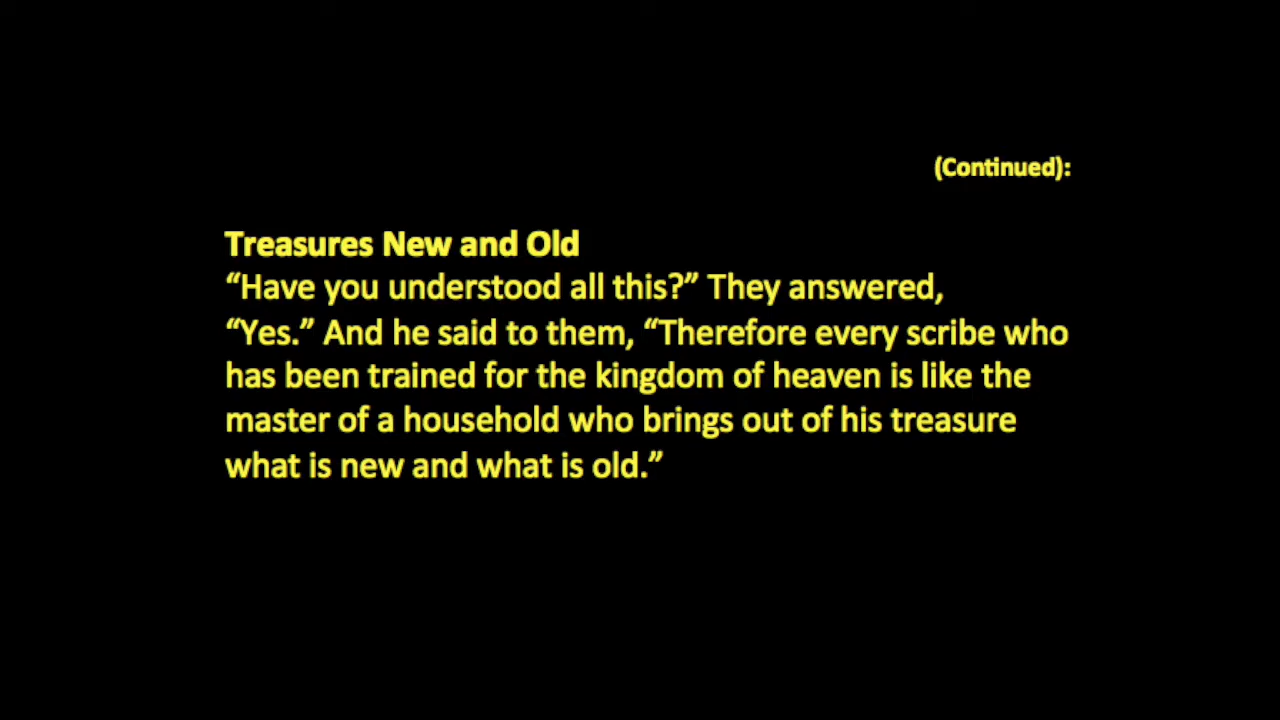 (Continued):
Treasures New and Old
“Have you understood all this?” They answered,
“Yes.” And he said to them, “Therefore every scribe who
has been trained for the kingdom of heaven is like the
master of a household who brings out of his treasure
what is new and what is old.”